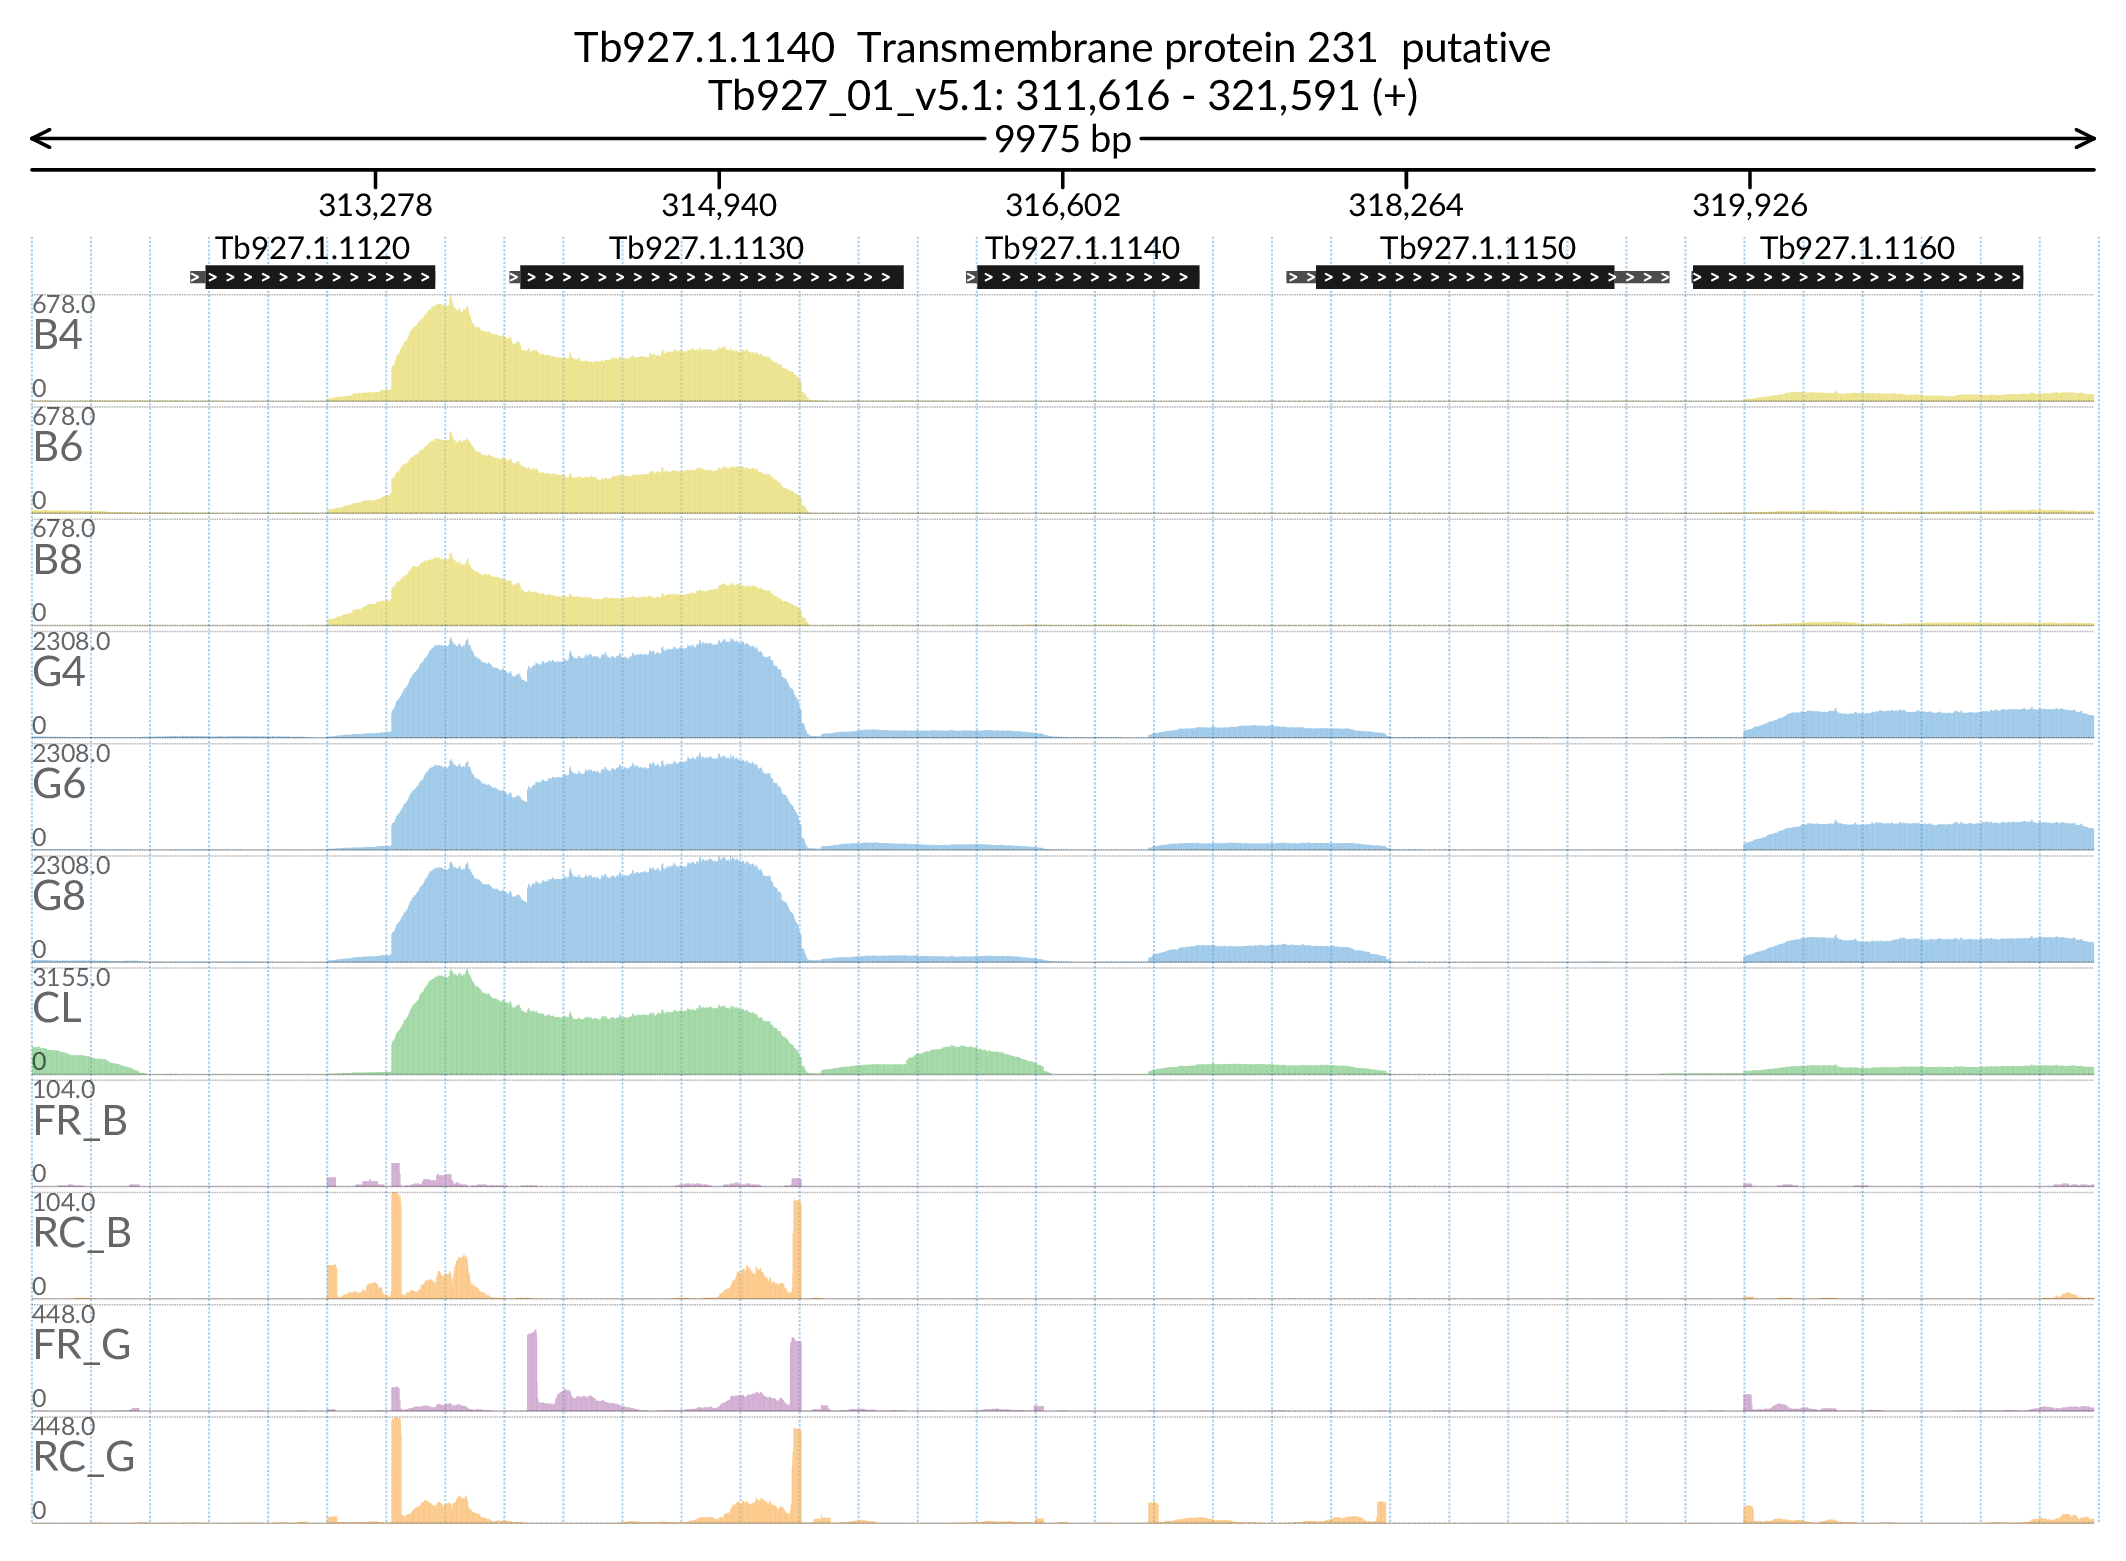 Tb927.1.1140  Transmembrane protein 231  putative
Tb927_01_v5.1: 311,616 - 321,591 (+)
9975 bp
313,278 314,940 316,602 318,264 319,926
Tb927.1.1120 Tb927.1.1130 Tb927.1.1140 Tb927.1.1150 Tb927.1.1160
678.0
B4
0
678.0
B6
0
678.0
B8
0
2308.0
G4
0
2308.0
G6
0
2308.0
G8
0
3155.0
CL
0
104.0
FR_B
0
104.0
RC_B
0
448.0
FR_G
0
448.0
RC_G
0